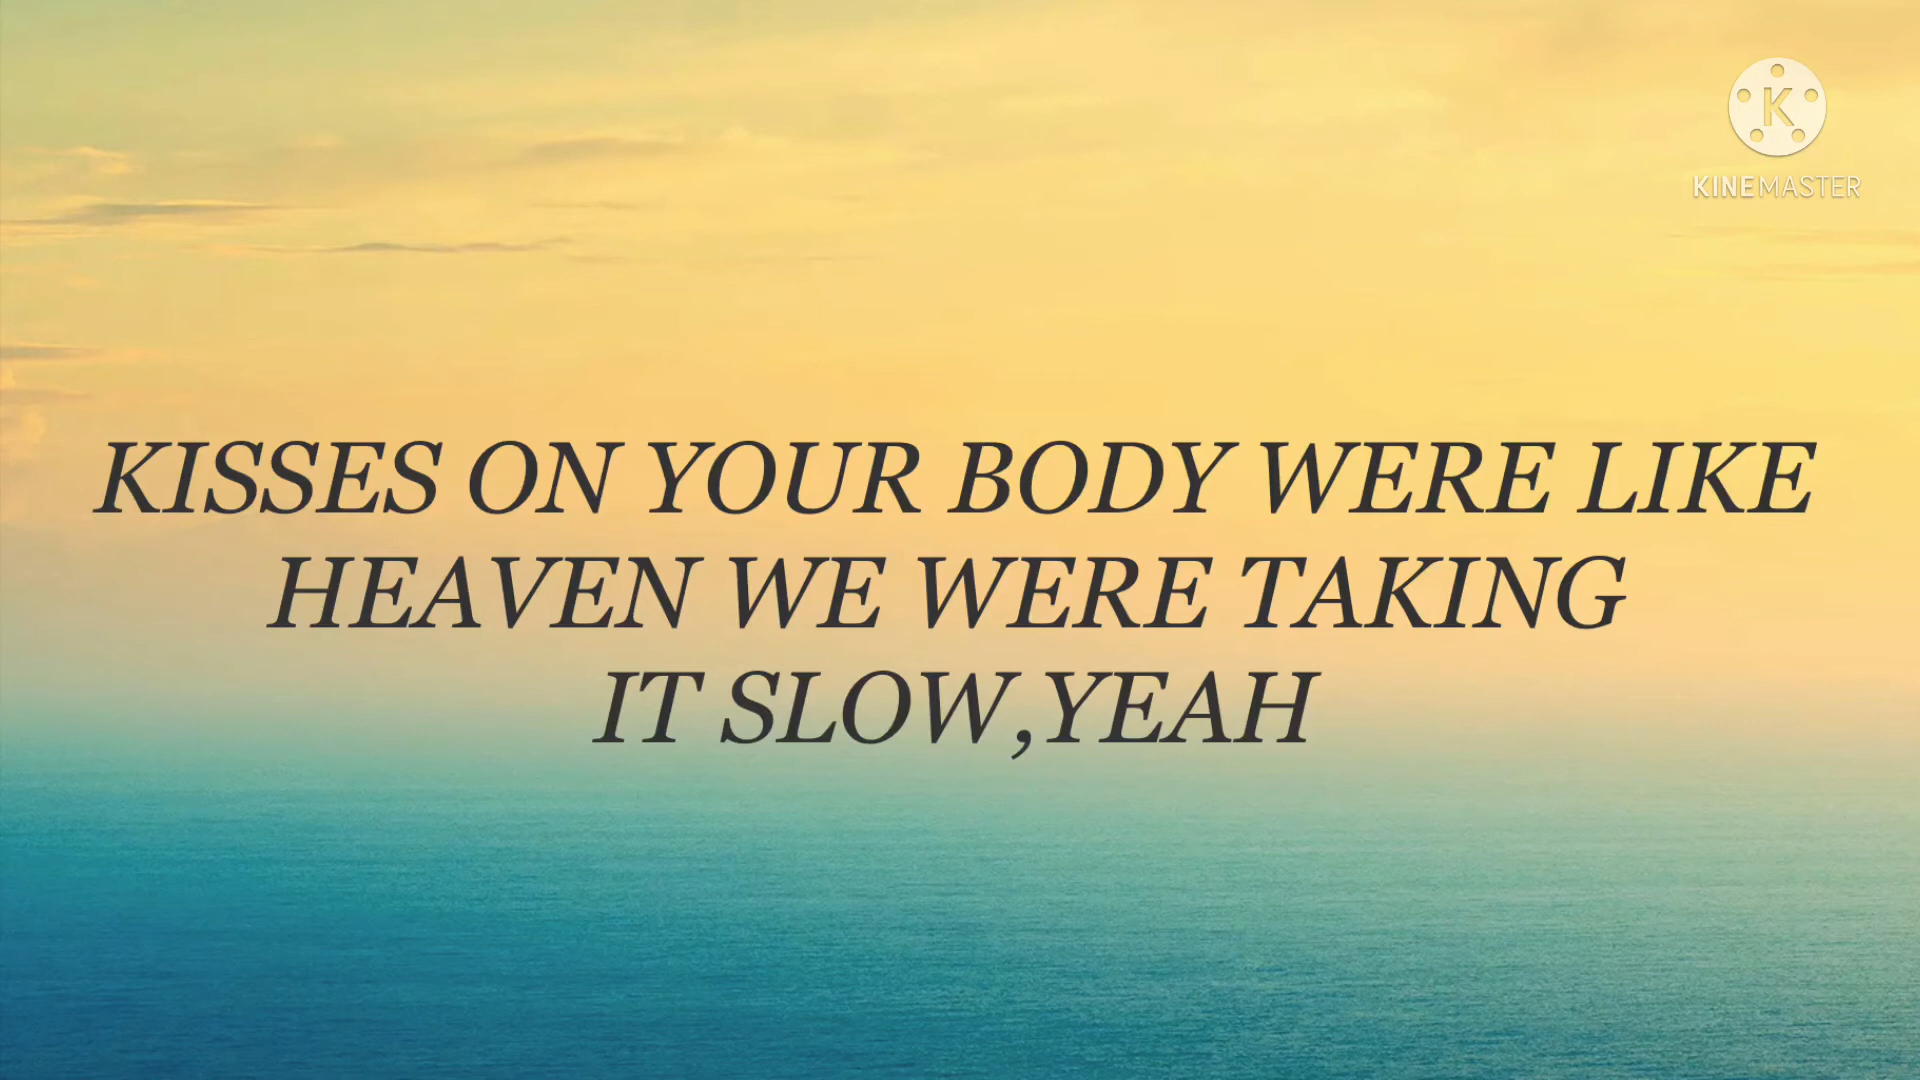 K
KINEMASTER
KISSES ON YOUR BODY WERE LIKE
HEAVEN WE WERE TAKING
IT SLOW,YEAH